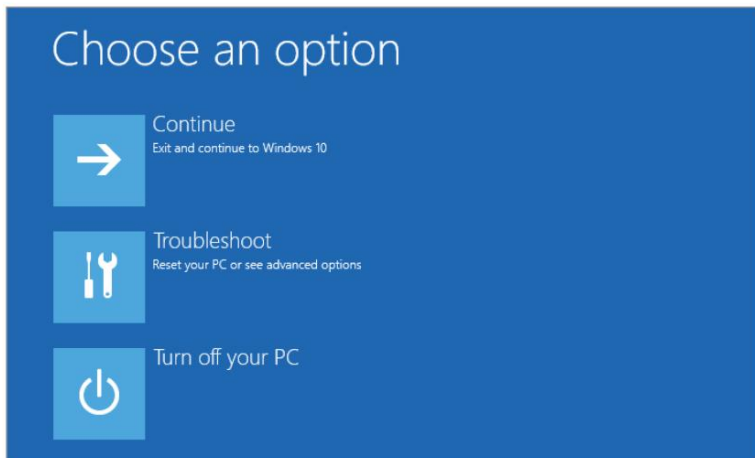 Choose an option
Continue
Exit and continue to Windows 10
Troubleshoot
Reset your PC or see advanced options
Turn off your PC